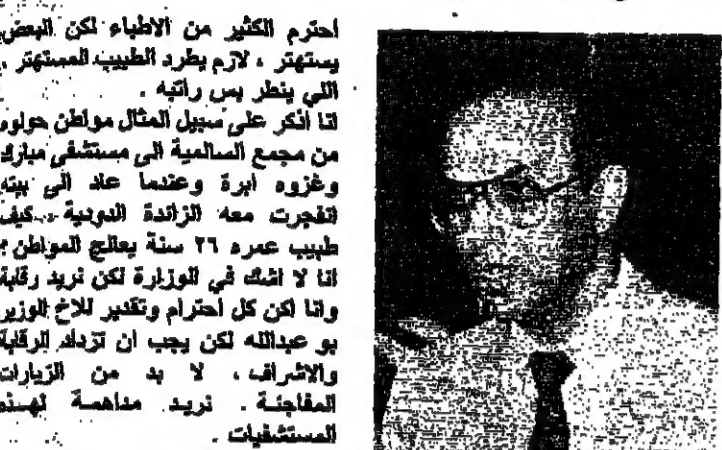 احترم الكثير من الاطباء لكن البعض
يستهتر ، لازم يطرد الطبيب المستهتر .
اللي ينطر بس راتبه .
انا اذكر على سبيل المثال مواطن حولوه
من مجمع السالمية الى مستشفى مبارك
وغزوه ابرة وعندما عاد الى بيته
انفجرت معه الزائدة الدودية . كيف
طبيب عمره ٢٦ سنة يعالج المواطن ؟
انا لا اشك في الوزارة لكن نريد رقابة
وانا اكن كل احترام وتقدير للاخ الوزير
بو عبدالله لكن يجب ان تزداد الرقابة
والاشراف ، لا بد من الزيارات
المفاجئة . نريد مداهمة لهذه
المستشفيات .